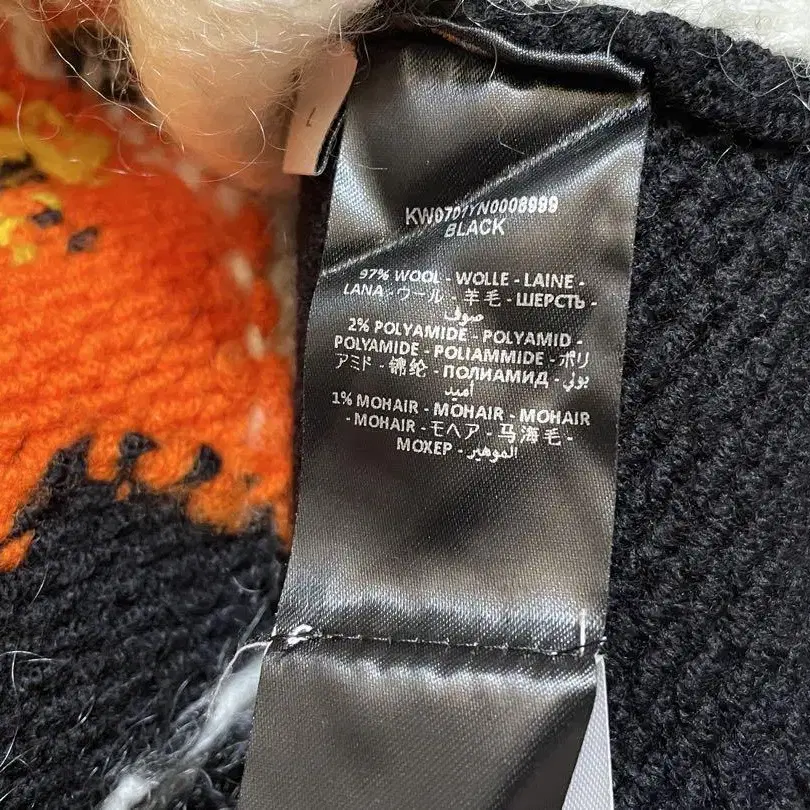 L
KW0701YN0008999
BLACK
97% WOOL - WOLLE - LAINE -
LANA - ウール - 羊毛 - ШЕРСТЬ -
صوف
2% POLYAMIDE - POLYAMID -
POLYAMIDE - POLIAMMIDE - ポリ
アミド - 锦纶 - ПОЛИАМИД - بولي
أميد
1% MOHAIR - MOHAIR - MOHAIR
- MOHAIR - モヘア - 马海毛 -
МОХЕР - الموهير